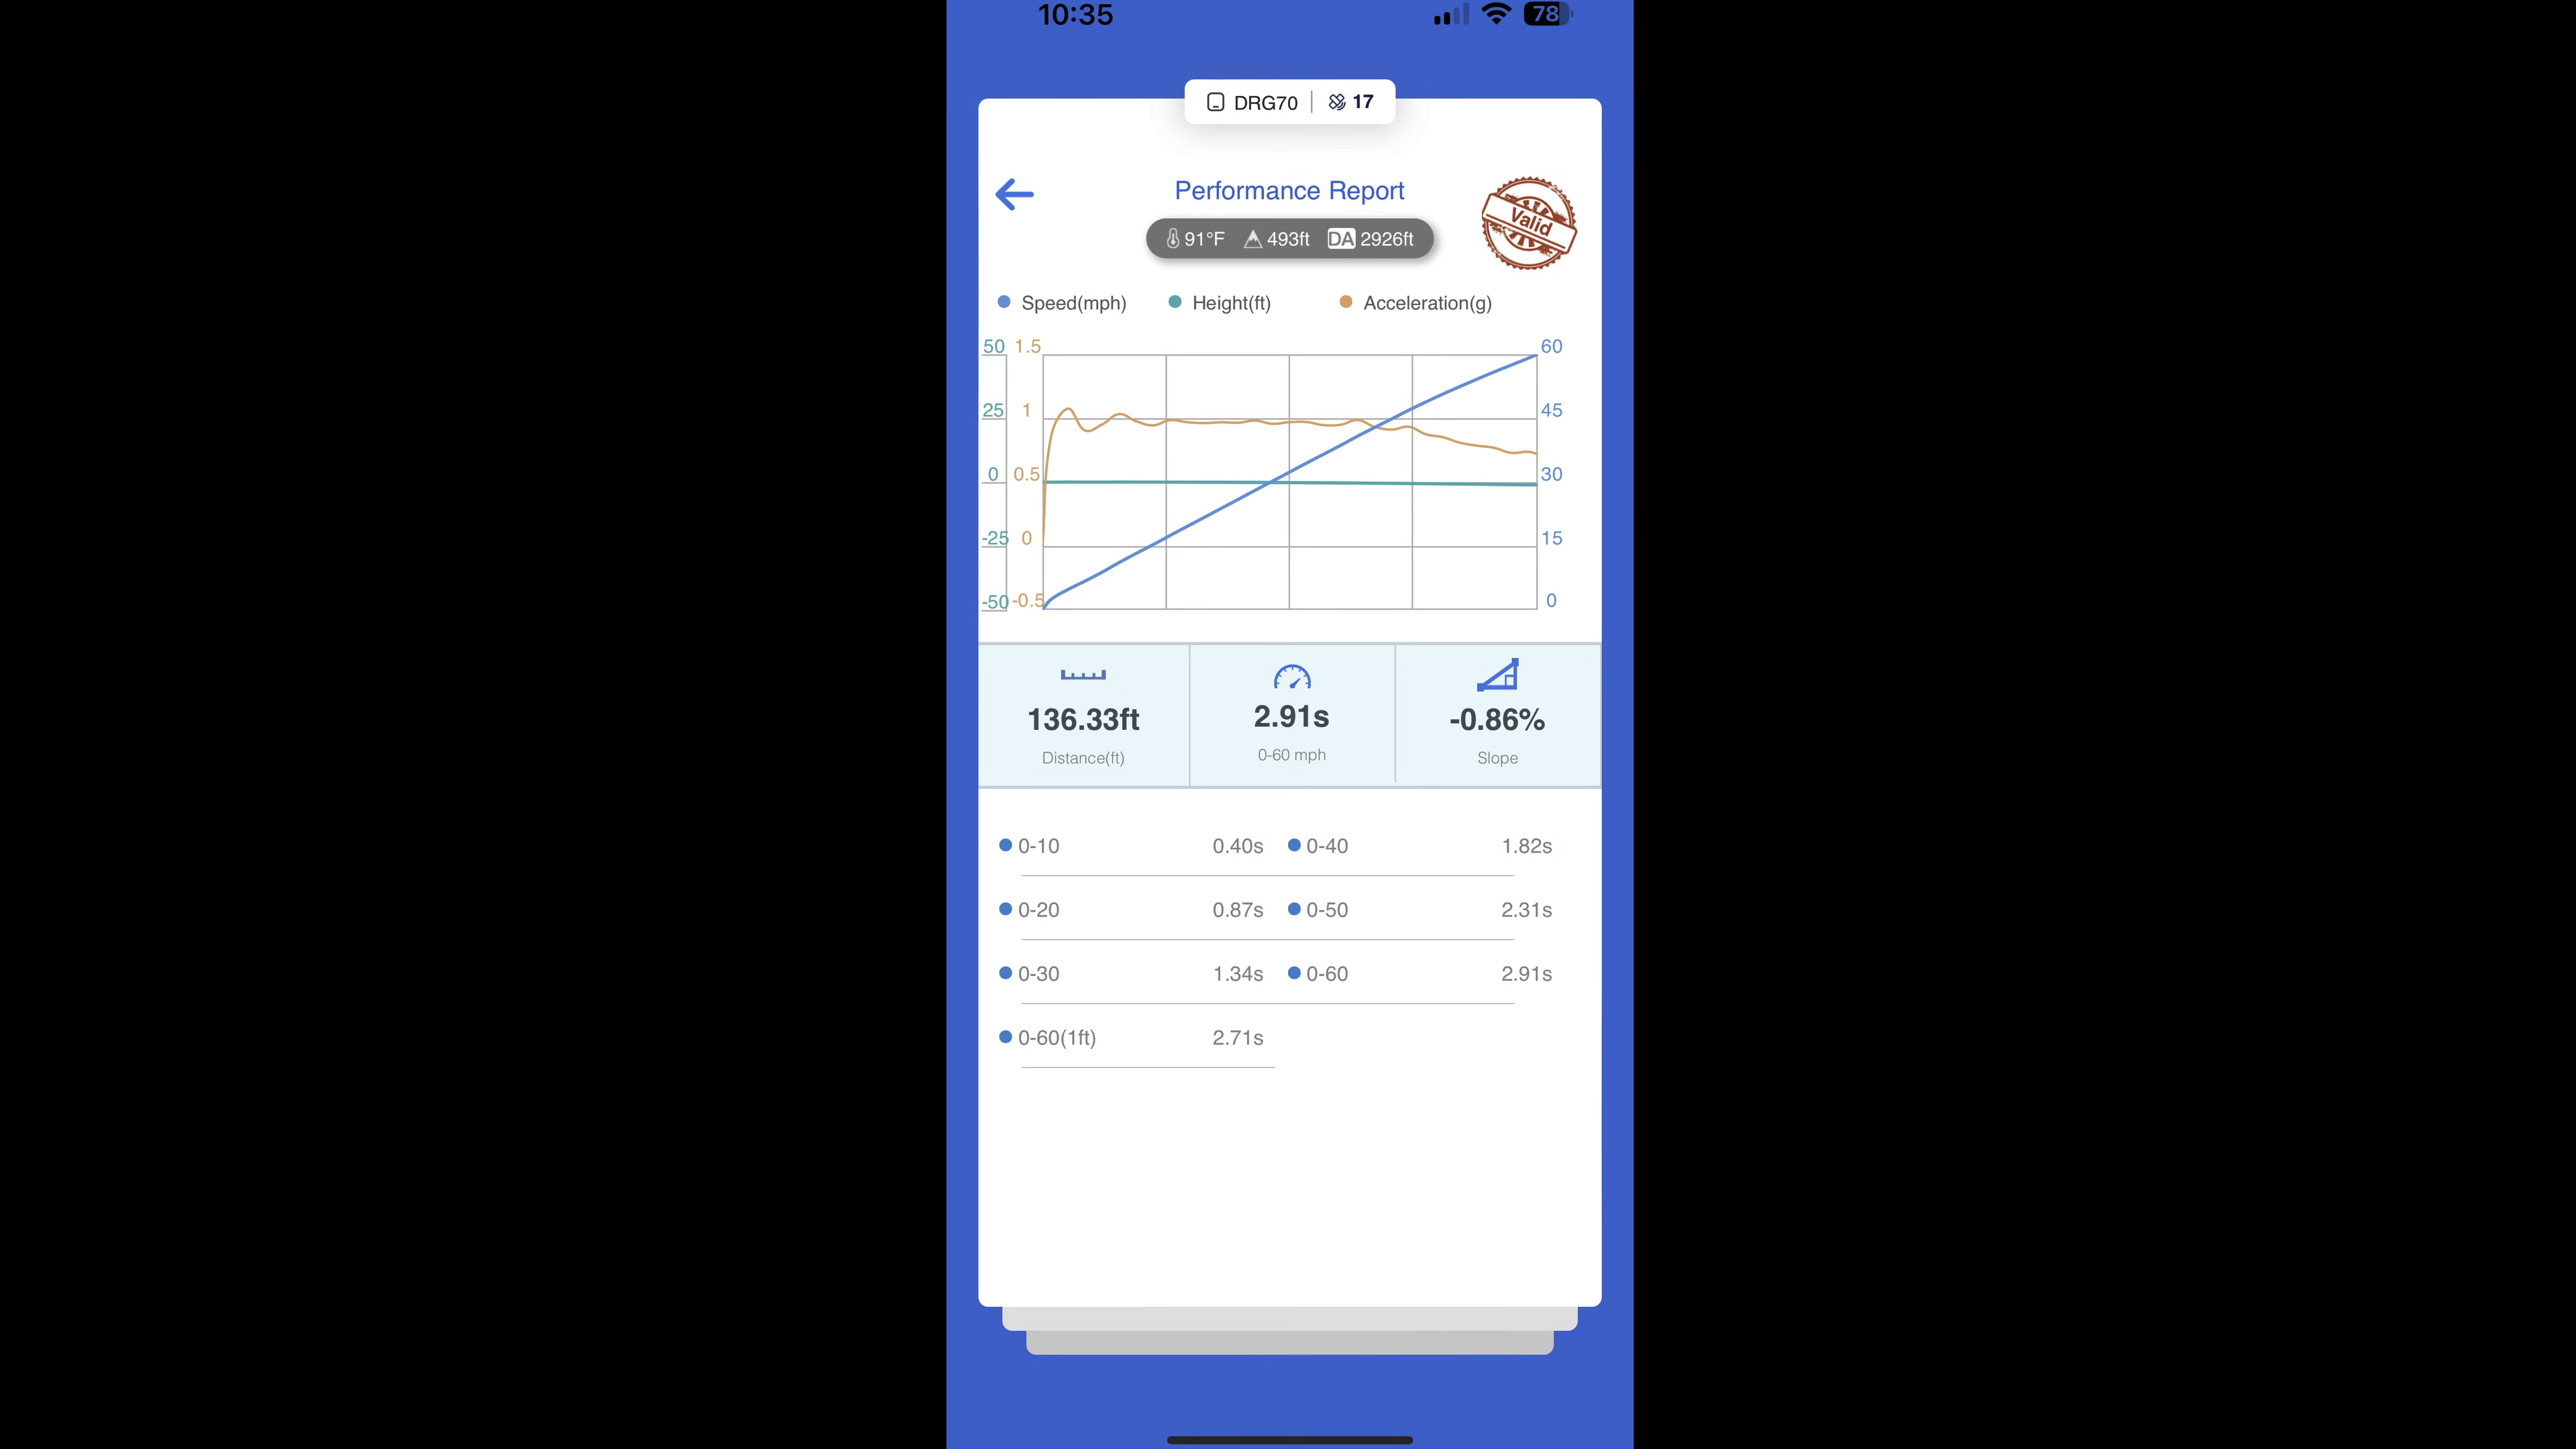 10:35 78
DRG70 17
Performance Report
Valid
91°F 493ft DA 2926ft
Speed(mph) Height(ft) Acceleration(g)
50 1.5 60
25 1 45
0 0.5 30
-25 0 15
-50 -0.5 0
136.33ft 2.91s -0.86%
Distance(ft) 0-60 mph Slope
0-10 0.40s 0-40 1.82s
0-20 0.87s 0-50 2.31s
0-30 1.34s 0-60 2.91s
0-60(1ft) 2.71s